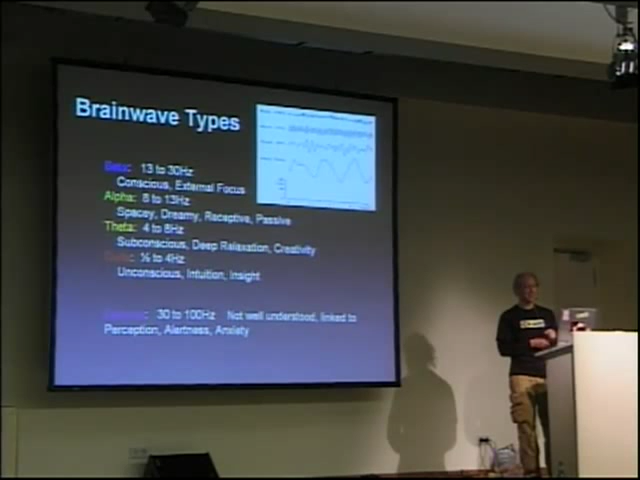 Brainwave Types
Beta: 13 to 30Hz
Conscious, External Focus
Alpha: 8 to 13Hz
Spacey, Dreamy, Receptive, Passive
Theta: 4 to 8Hz
Subconscious, Deep Relaxation, Creativity
Delta: ½ to 4Hz
Unconscious, Intuition, Insight
30 to 100Hz Not well understood, linked to
Perception, Alertness, Anxiety